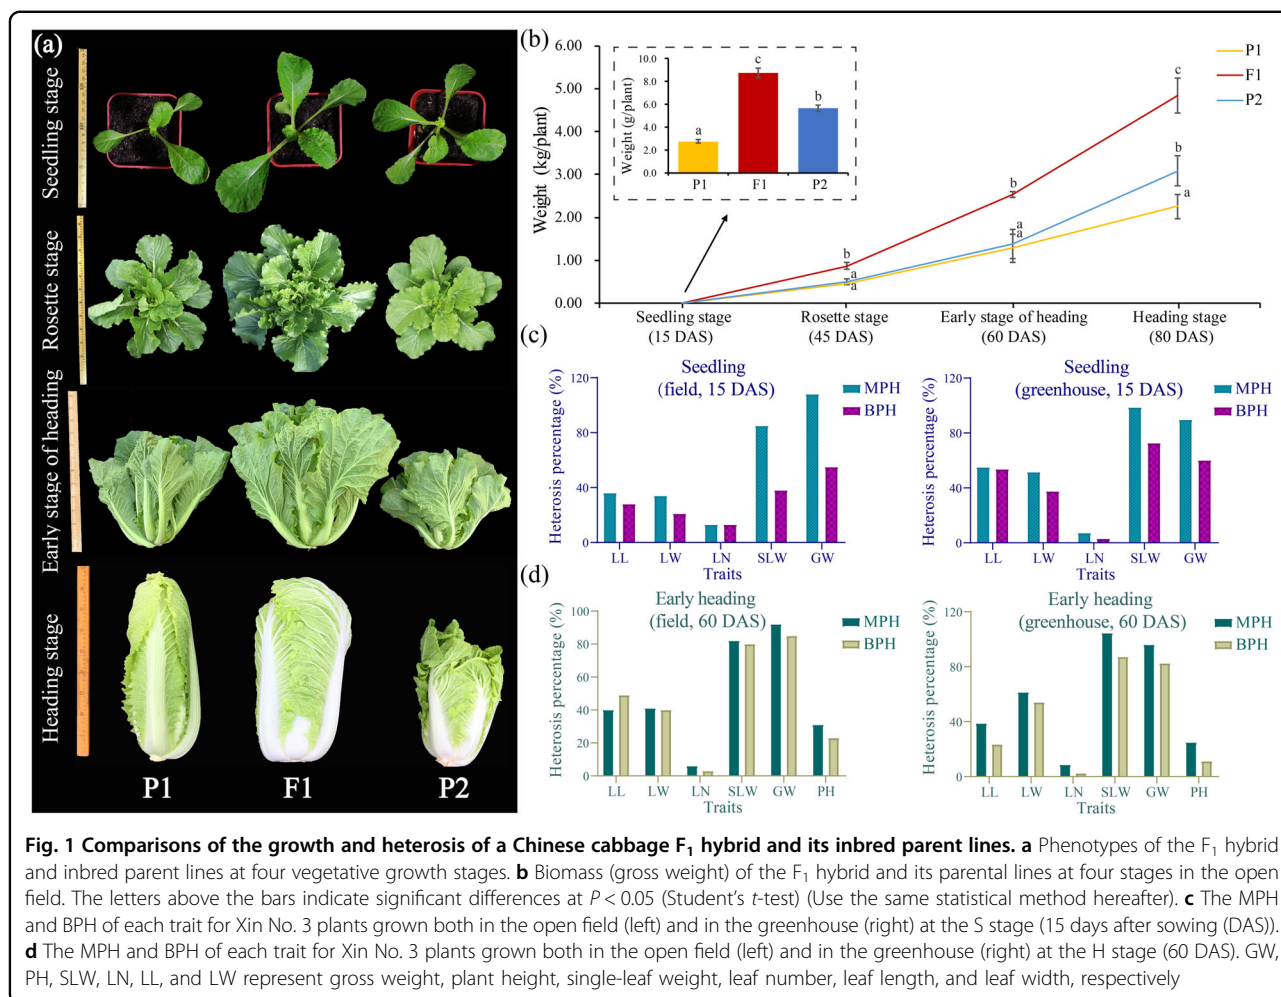 (a)
Seedling stage
Rosette stage
Early stage of heading
Heading stage
P1 F1 P2
(b)
Weight (kg/plant)
6.00
5.00
4.00
3.00
2.00
1.00
0.00
Weight (g/plant)
10.0
8.0
6.0
4.0
2.0
0.0
a
c
b
P1 F1 P2
P1
F1
P2
b
a
a
b
a
a
c
b
a
Seedling stage Rosette stage Early stage of heading Heading stage
(15 DAS) (45 DAS) (60 DAS) (80 DAS)
(c)
Seedling
(field, 15 DAS)
MPH
BPH
Heterosis percentage (%)
120
80
40
0
LL LW LN SLW GW
Traits
Seedling
(greenhouse, 15 DAS)
MPH
BPH
Heterosis percentage (%)
120
80
40
0
LL LW LN SLW GW
Traits
(d)
Early heading
(field, 60 DAS)
MPH
BPH
Heterosis percentage (%)
100
80
60
40
20
0
LL LW LN SLW GW PH
Traits
Early heading
(greenhouse, 60 DAS)
MPH
BPH
Heterosis percentage (%)
120
80
40
0
LL LW LN SLW GW PH
Traits
Fig. 1 Comparisons of the growth and heterosis of a Chinese cabbage F1 hybrid and its inbred parent lines. a Phenotypes of the F1 hybrid
and inbred parent lines at four vegetative growth stages. b Biomass (gross weight) of the F1 hybrid and its parental lines at four stages in the open
field. The letters above the bars indicate significant differences at P < 0.05 (Student's t-test) (Use the same statistical method hereafter). c The MPH
and BPH of each trait for Xin No. 3 plants grown both in the open field (left) and in the greenhouse (right) at the S stage (15 days after sowing (DAS)).
d The MPH and BPH of each trait for Xin No. 3 plants grown both in the open field (left) and in the greenhouse (right) at the H stage (60 DAS). GW,
PH, SLW, LN, LL, and LW represent gross weight, plant height, single-leaf weight, leaf number, leaf length, and leaf width, respectively